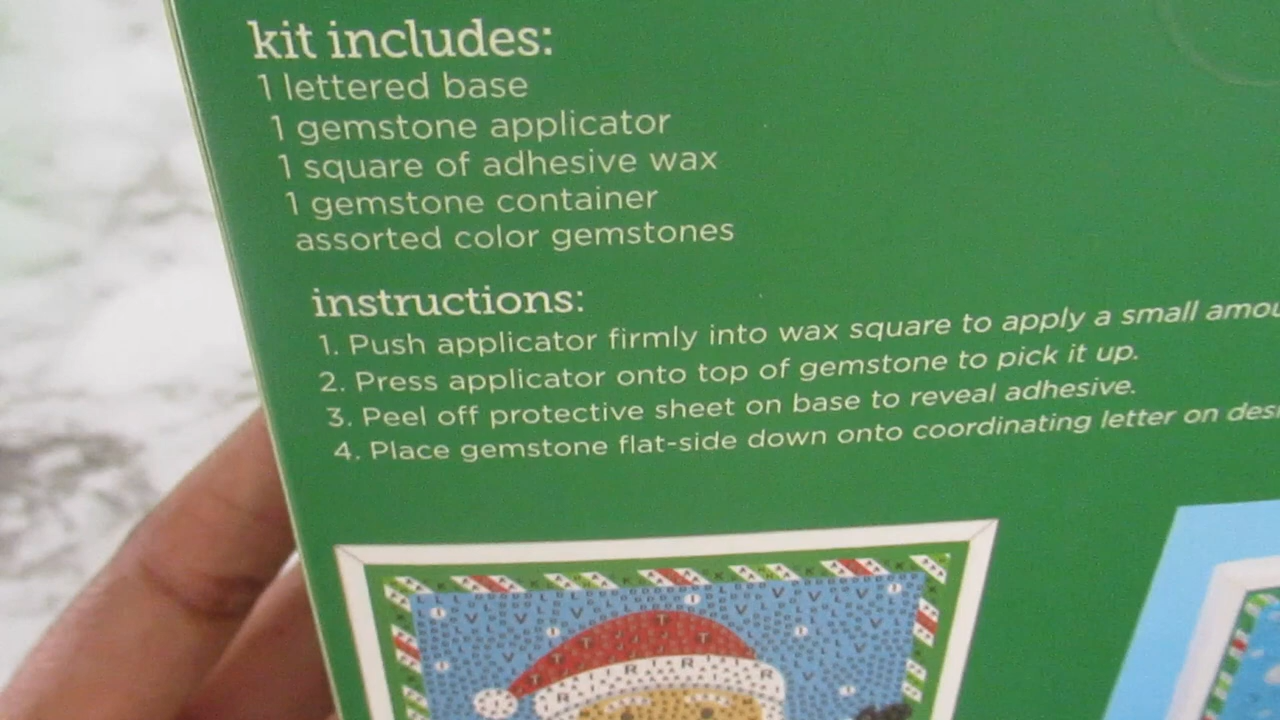 kit includes:
1 lettered base
1 gemstone applicator
1 square of adhesive wax
1 gemstone container
assorted color gemstones
instructions:
1. Push applicator firmly into wax square to apply a small
2. Press applicator onto top of gemstone to pick it up.
3. Peel off protective sheet on base to reveal adhesive.
4. Place gemstone flat-side down onto coordinating letter on